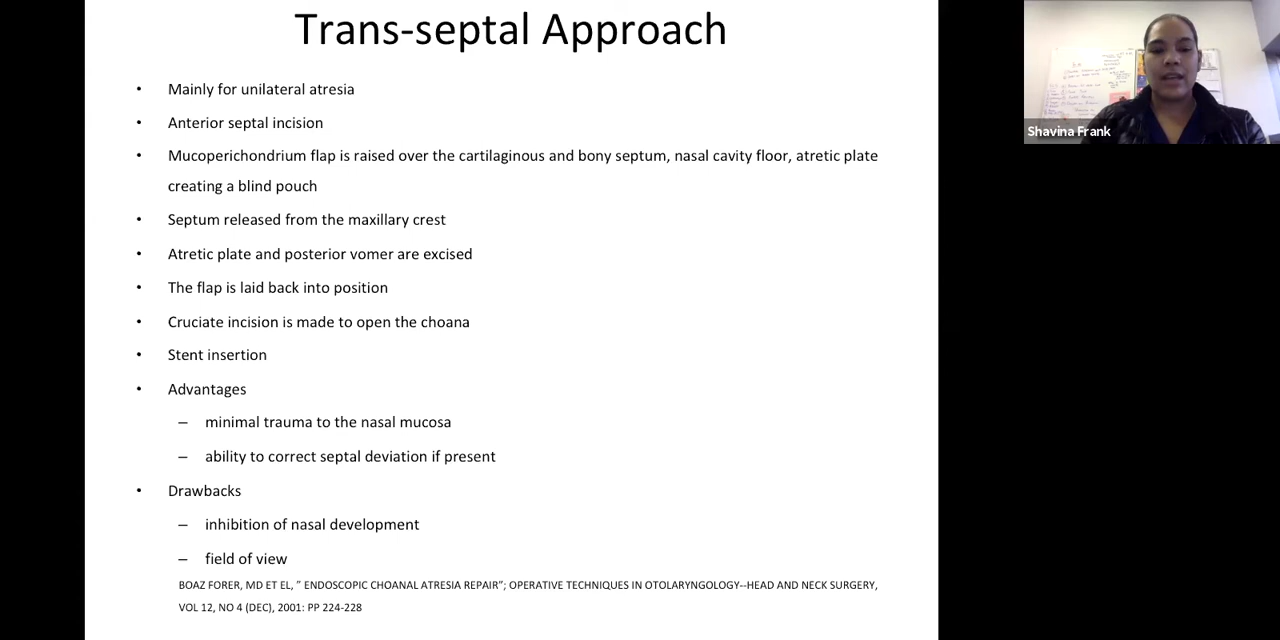 Trans-septal Approach
• Mainly for unilateral atresia
• Anterior septal incision
• Mucoperichondrium flap is raised over the cartilaginous and bony septum, nasal cavity floor, atretic plate
creating a blind pouch
• Septum released from the maxillary crest
• Atretic plate and posterior vomer are excised
• The flap is laid back into position
• Cruciate incision is made to open the choana
• Stent insertion
• Advantages
– minimal trauma to the nasal mucosa
– ability to correct septal deviation if present
• Drawbacks
– inhibition of nasal development
– field of view
BOAZ FORER, MD ET EL, " ENDOSCOPIC CHOANAL ATRESIA REPAIR"; OPERATIVE TECHNIQUES IN OTOLARYNGOLOGY--HEAD AND NECK SURGERY,
VOL 12, NO 4 (DEC), 2001: PP 224-228
Shavina Frank